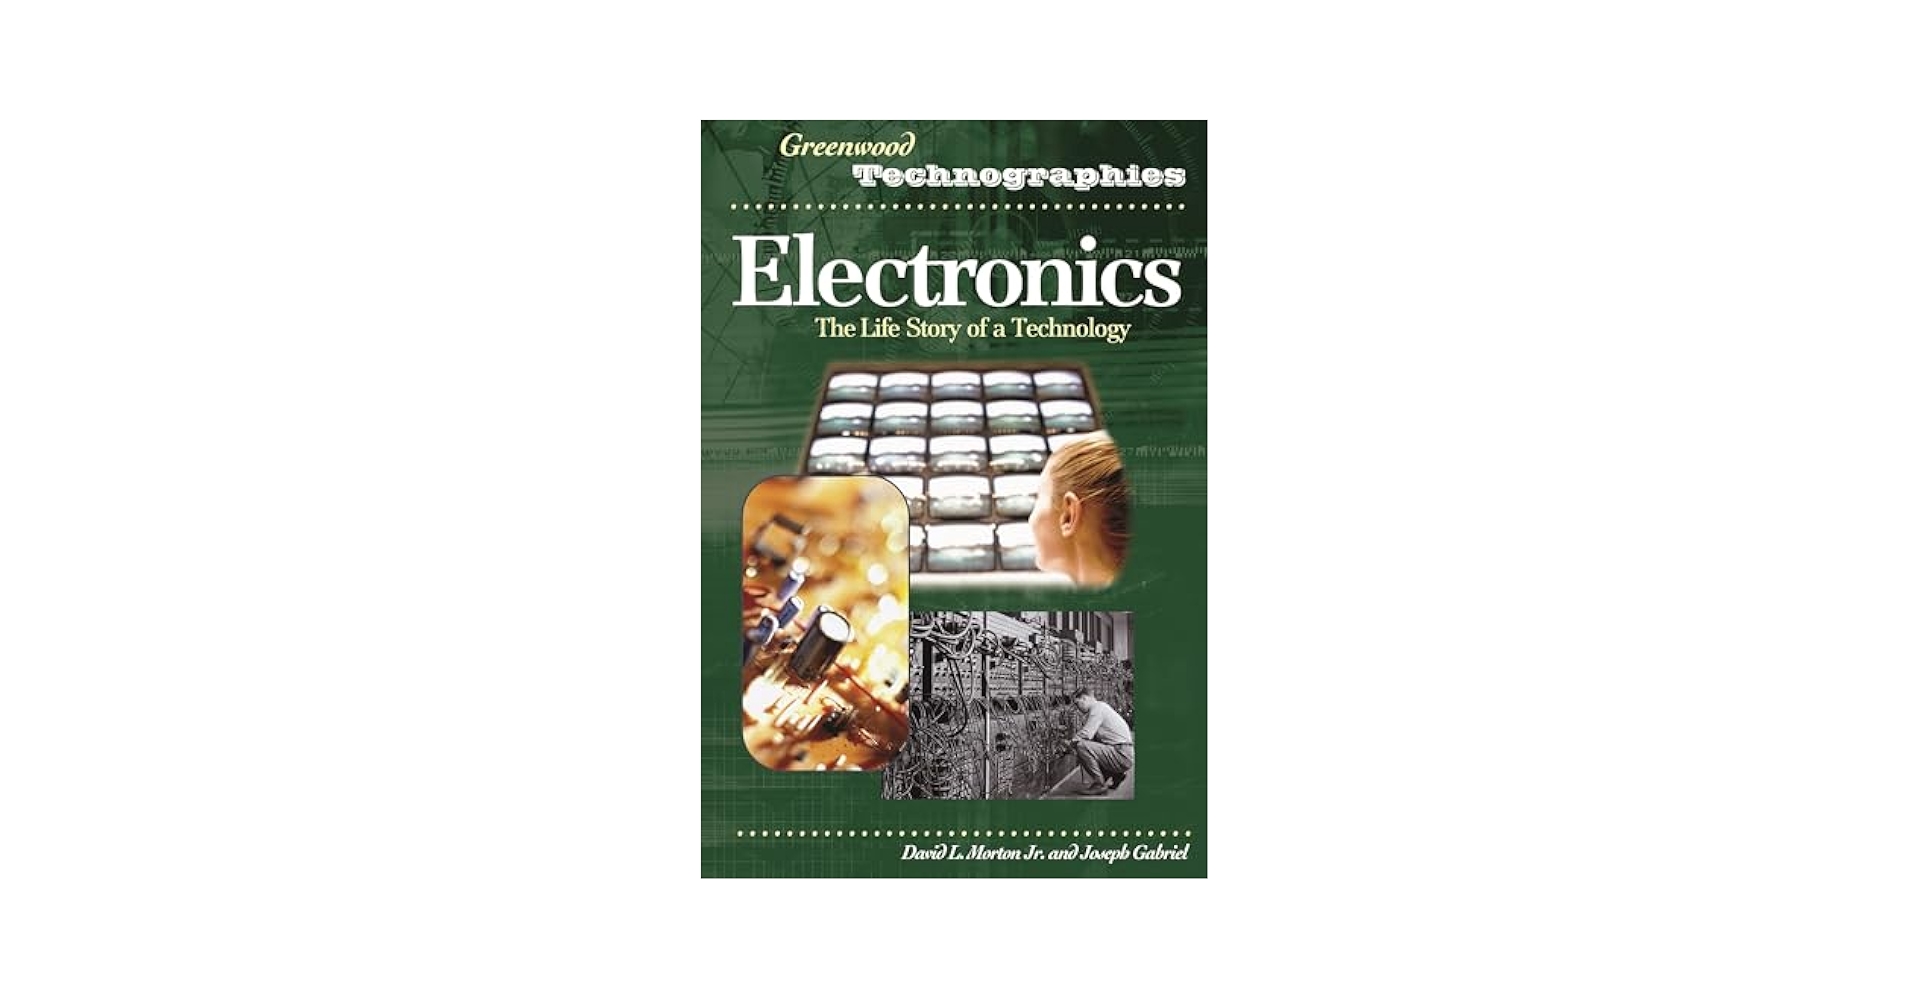 Greenwood
Technographies
Electronics
The Life Story of a Technology
David L. Morton Jr. and Joseph Gabriel